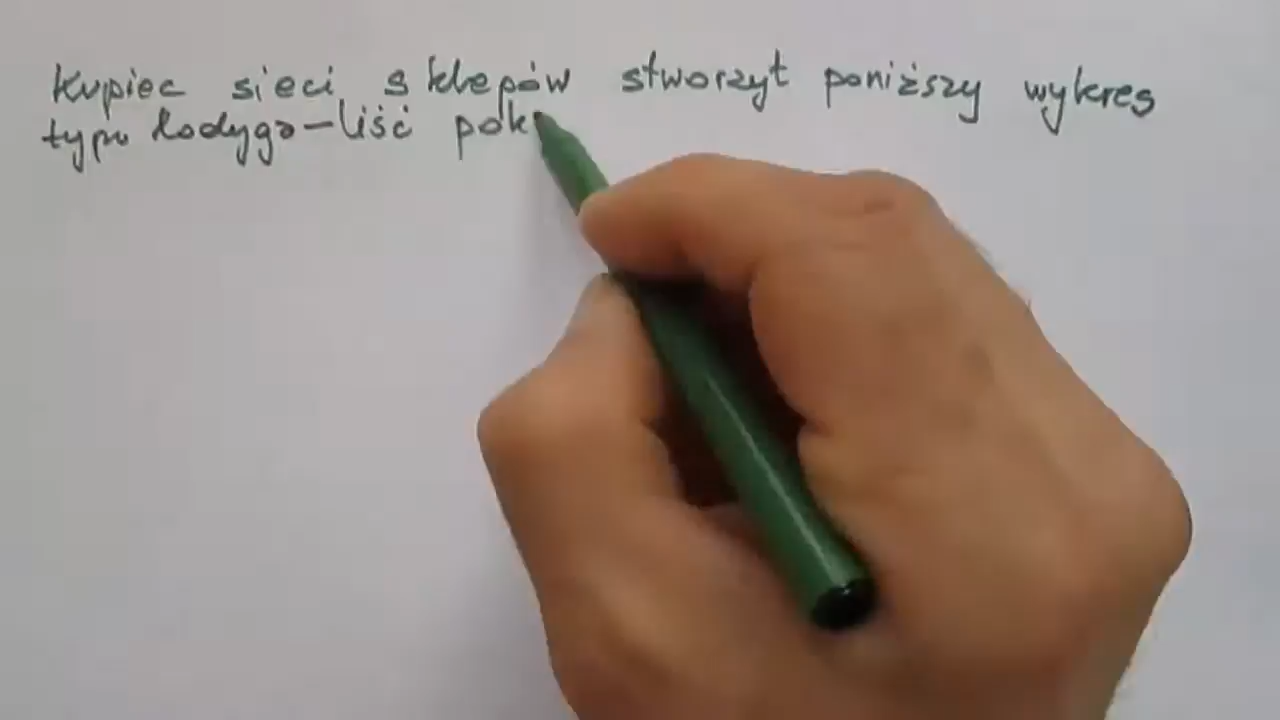 Kupiec sieci sklepów stworzył poniższy wykres
typu łodyga-liść pok